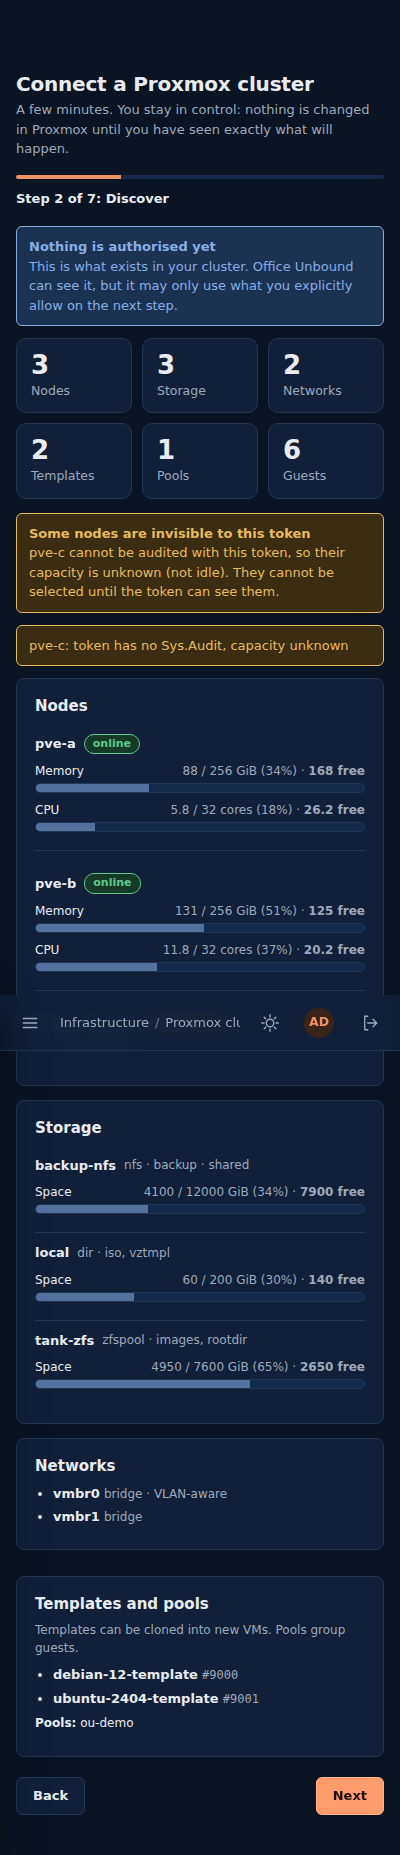 Connect a Proxmox cluster
A few minutes. You stay in control: nothing is changed
in Proxmox until you have seen exactly what will
happen.
Step 2 of 7: Discover
Nothing is authorised yet
This is what exists in your cluster. Office Unbound
can see it, but it may only use what you explicitly
allow on the next step.
3
Nodes
3
Storage
2
Networks
2
Templates
1
Pools
6
Guests
Some nodes are invisible to this token
pve-c cannot be audited with this token, so their
capacity is unknown (not idle). They cannot be
selected until the token can see them.
pve-c: token has no Sys.Audit, capacity unknown
Nodes
pve-a online
Memory 88 / 256 GiB (34%) · 168 free
CPU 5.8 / 32 cores (18%) · 26.2 free
pve-b online
Memory 131 / 256 GiB (51%) · 125 free
CPU 11.8 / 32 cores (37%) · 20.2 free
Infrastructure / Proxmox clu
AD
Storage
backup-nfs nfs · backup · shared
Space 4100 / 12000 GiB (34%) · 7900 free
local dir · iso, vztmpl
Space 60 / 200 GiB (30%) · 140 free
tank-zfs zfspool · images, rootdir
Space 4950 / 7600 GiB (65%) · 2650 free
Networks
• vmbr0 bridge · VLAN-aware
• vmbr1 bridge
Templates and pools
Templates can be cloned into new VMs. Pools group
guests.
• debian-12-template #9000
• ubuntu-2404-template #9001
Pools: ou-demo
Back
Next